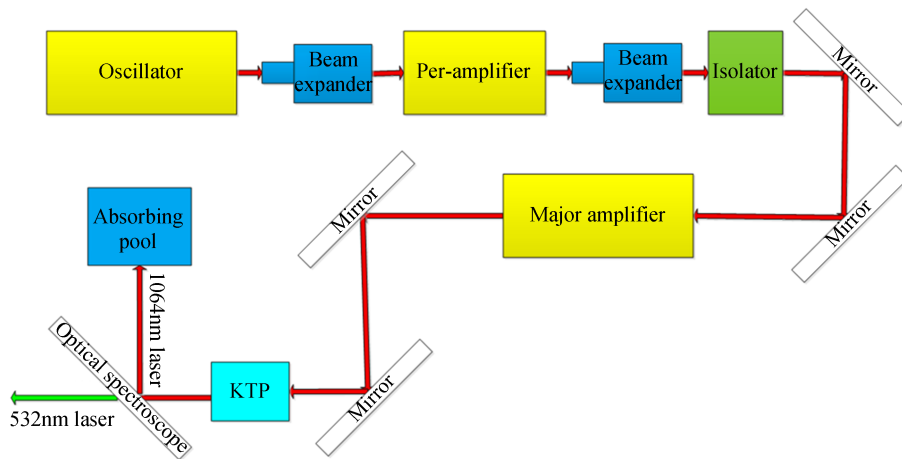 Oscillator
Beam
expander
Per-amplifier
Beam
expander
Isolator
Mirror
Mirror
Major amplifier
Mirror
Absorbing
pool
1064nm laser
Optical spectroscope
KTP
Mirror
532nm laser